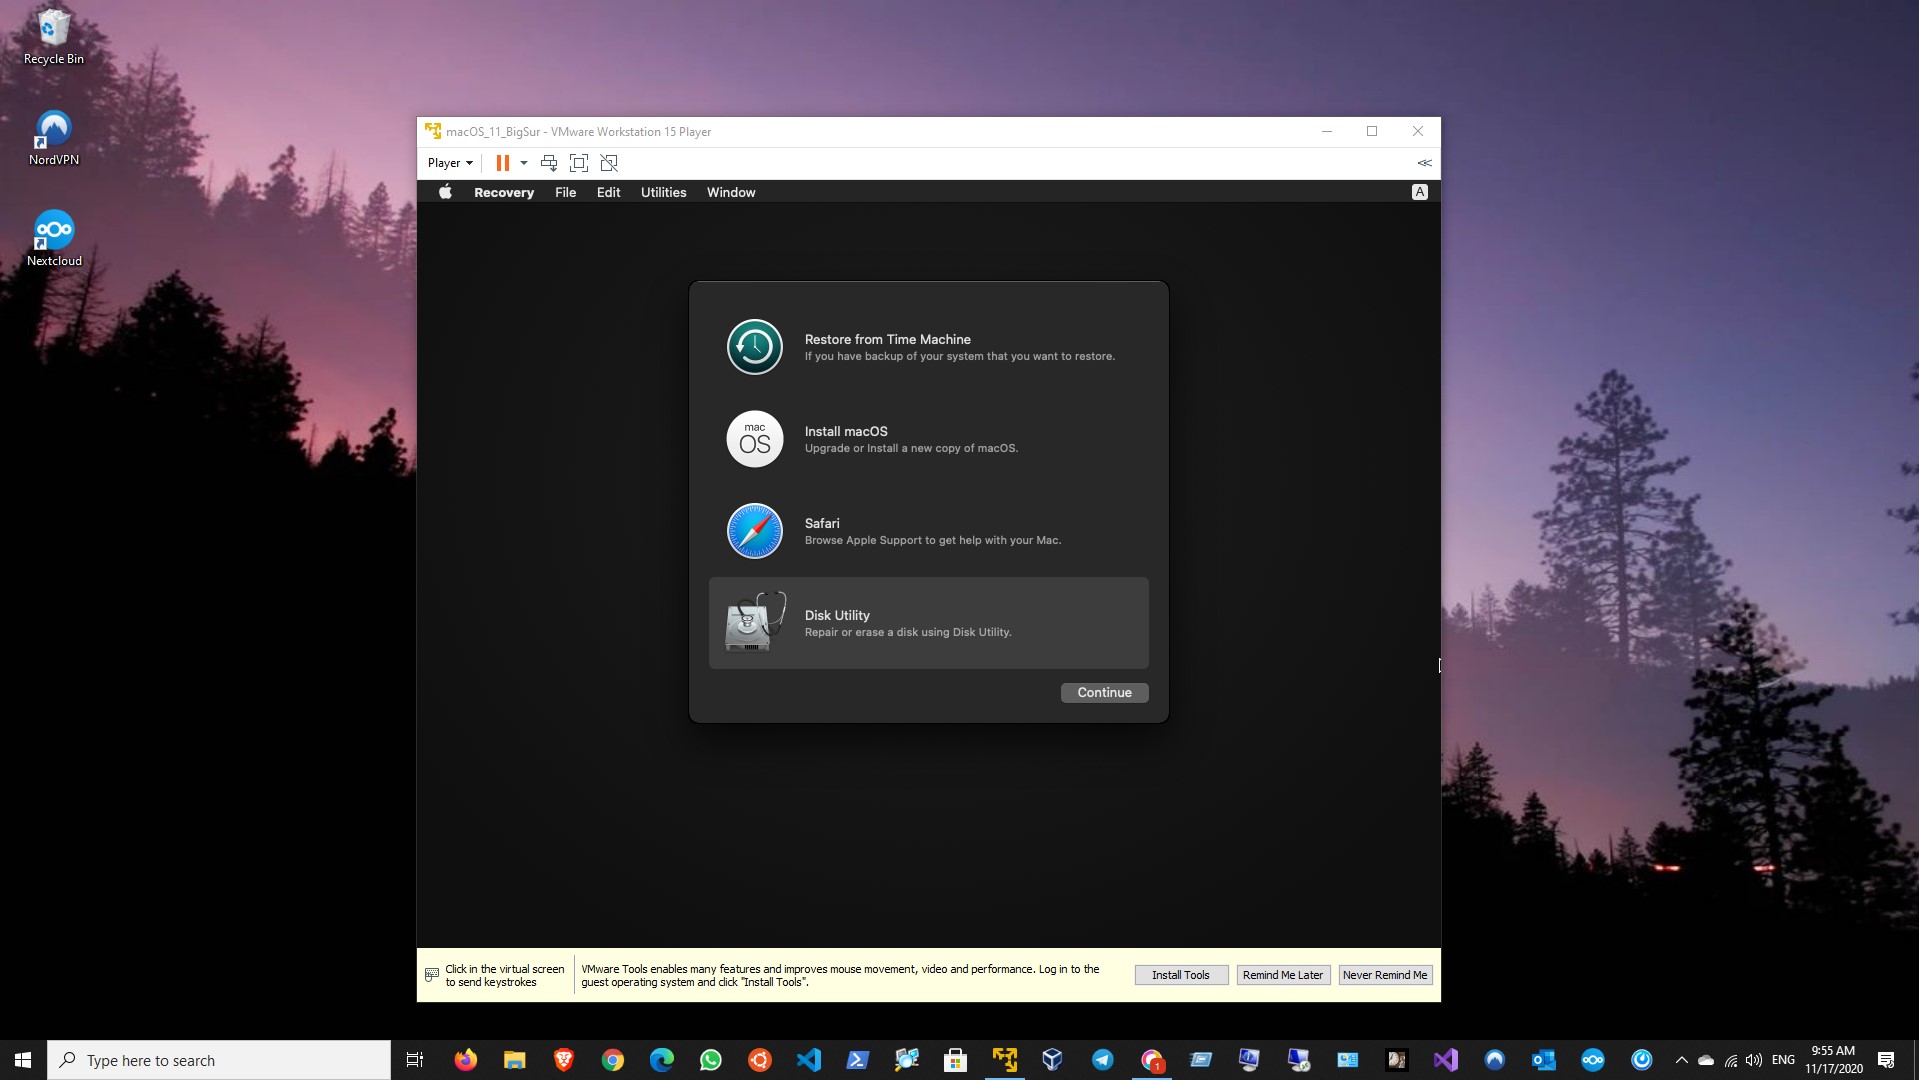 Recycle Bin
NordVPN
Nextcloud
macOS_11_BigSur - VMware Workstation 15 Player
Player
Recovery File Edit Utilities Window
A
Restore from Time Machine
If you have backup of your system that you want to restore.
mac
OS
Install macOS
Upgrade or Install a new copy of macOS.
Safari
Browse Apple Support to get help with your Mac.
Disk Utility
Repair or erase a disk using Disk Utility.
Continue
Click in the virtual screen
to send keystrokes
VMware Tools enables many features and improves mouse movement, video and performance. Log in to the
guest operating system and click "Install Tools".
Install Tools
Remind Me Later
Never Remind Me
Type here to search
1
ENG
9:55 AM
11/17/2020